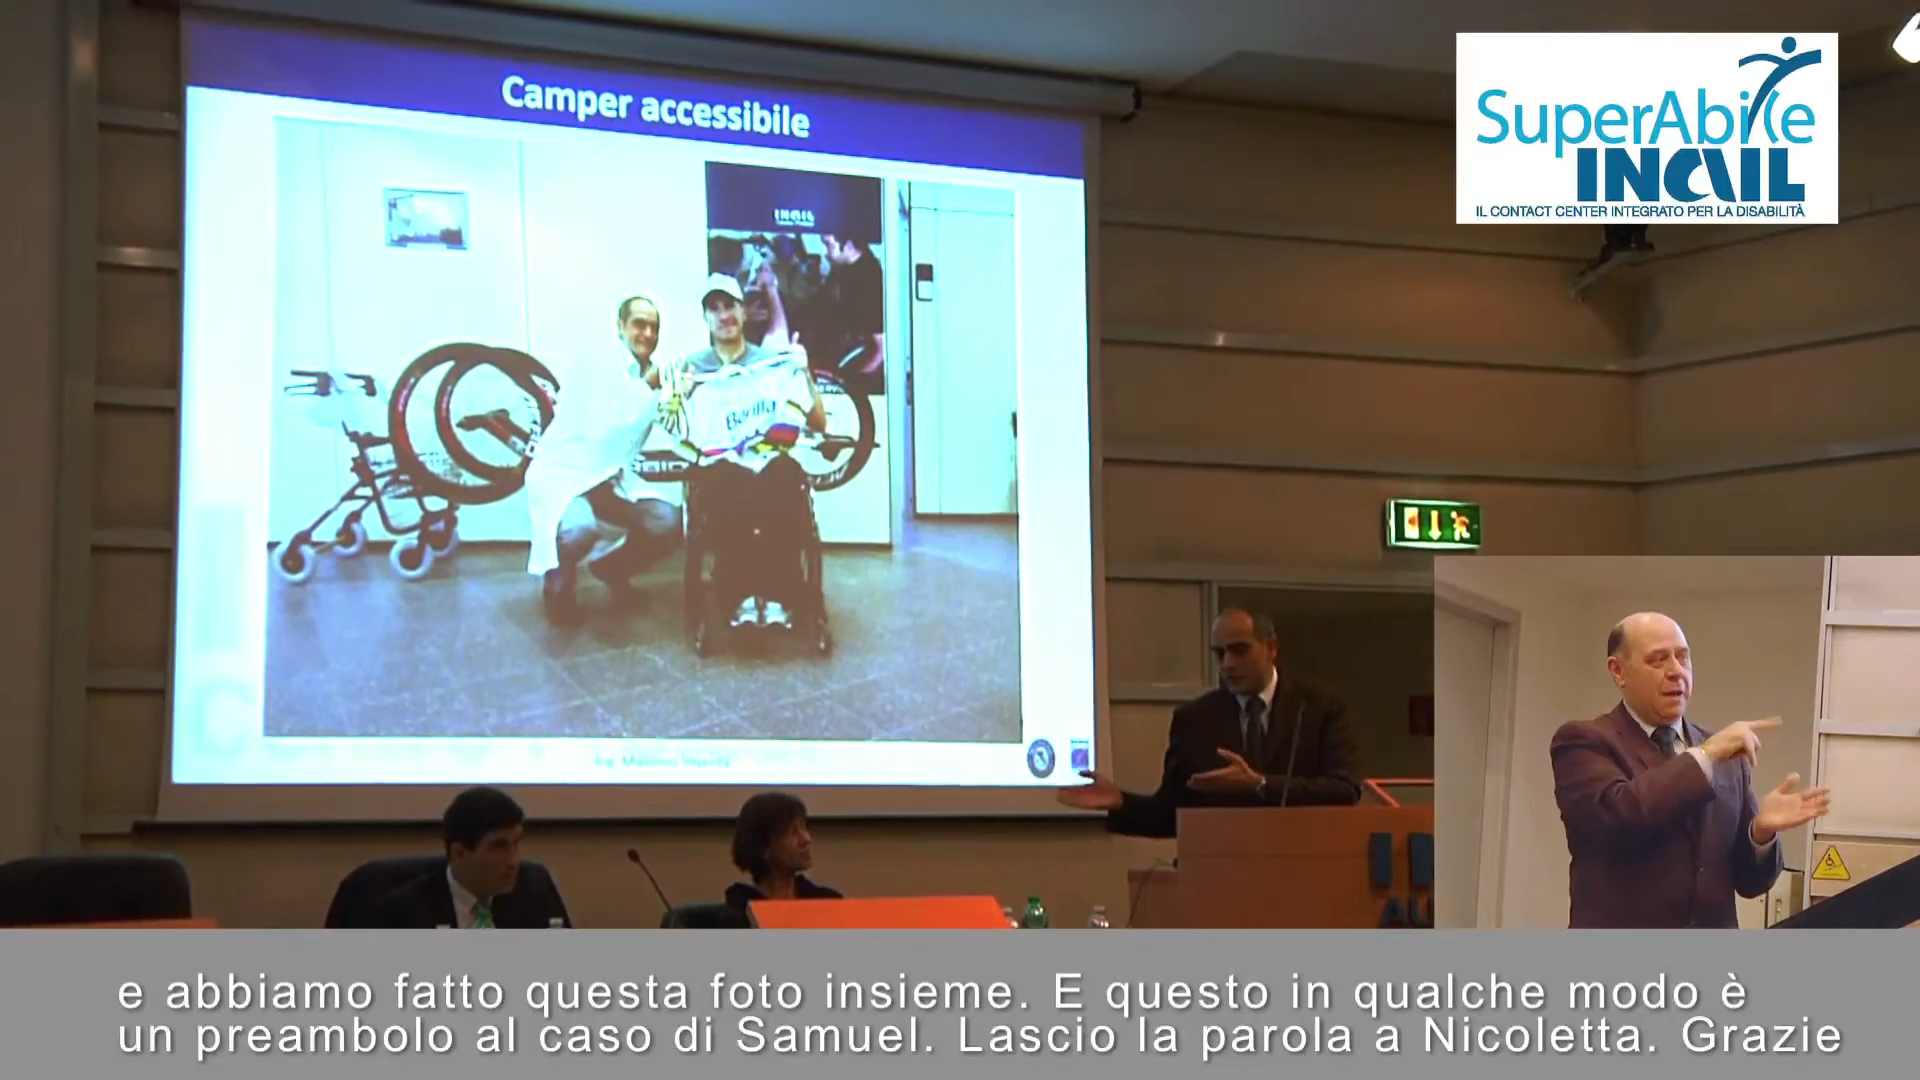 Camper accessibile
INAIL
Barilla
SuperAbile
INAIL
IL CONTACT CENTER INTEGRATO PER LA DISABILITÀ
e abbiamo fatto questa foto insieme. E questo in qualche modo è
un preambolo al caso di Samuel. Lascio la parola a Nicoletta. Grazie